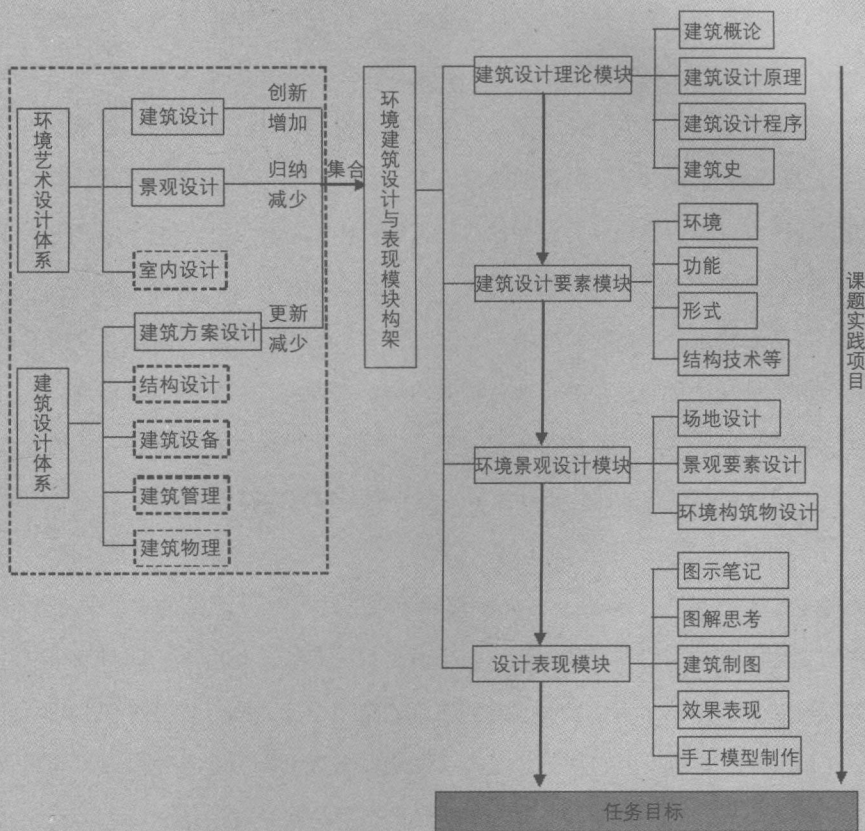 环境艺术设计体系
建筑设计
创新
增加
景观设计
归纳
减少
室内设计
建筑设计体系
建筑方案设计
更新
减少
结构设计
建筑设备
建筑管理
建筑物理
集合
环境建筑设计与表现模块构架
建筑设计理论模块
建筑概论
建筑设计原理
建筑设计程序
建筑史
建筑设计要素模块
环境
功能
形式
结构技术等
环境景观设计模块
场地设计
景观要素设计
环境构筑物设计
设计表现模块
图示笔记
图解思考
建筑制图
效果表现
手工模型制作
课题实践项目
任务目标